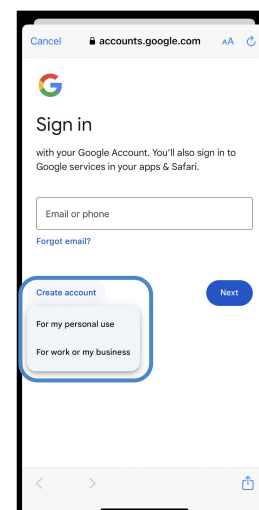 Cancel
accounts.google.com
AA
G
Sign in
with your Google Account. You'll also sign in to
Google services in your apps & Safari.
Email or phone
Forgot email?
Create account
Next
For my personal use
For work or my business